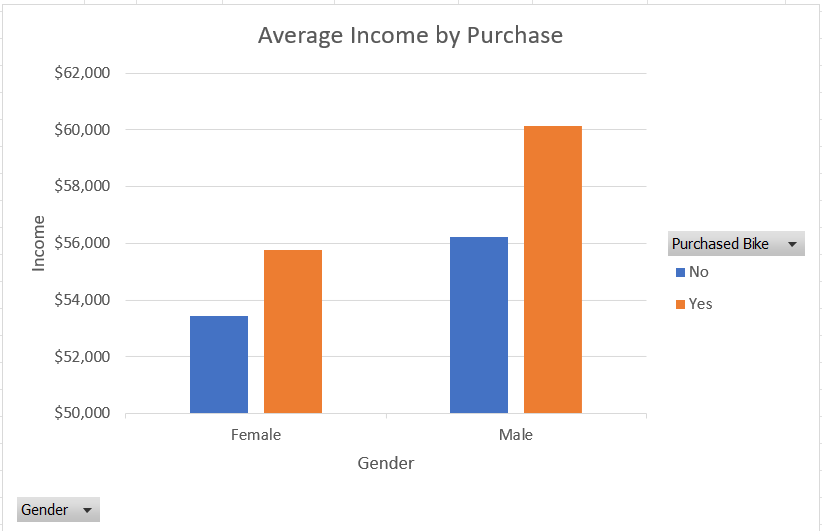 Average Income by Purchase
$62,000
$60,000
$58,000
$56,000
$54,000
$52,000
$50,000
Income
Female
Male
Gender
Purchased Bike
No
Yes
Gender